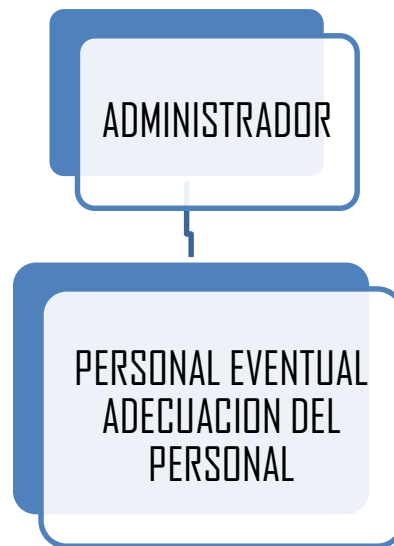 ADMINISTRADOR
PERSONAL EVENTUAL
ADECUACION DEL
PERSONAL